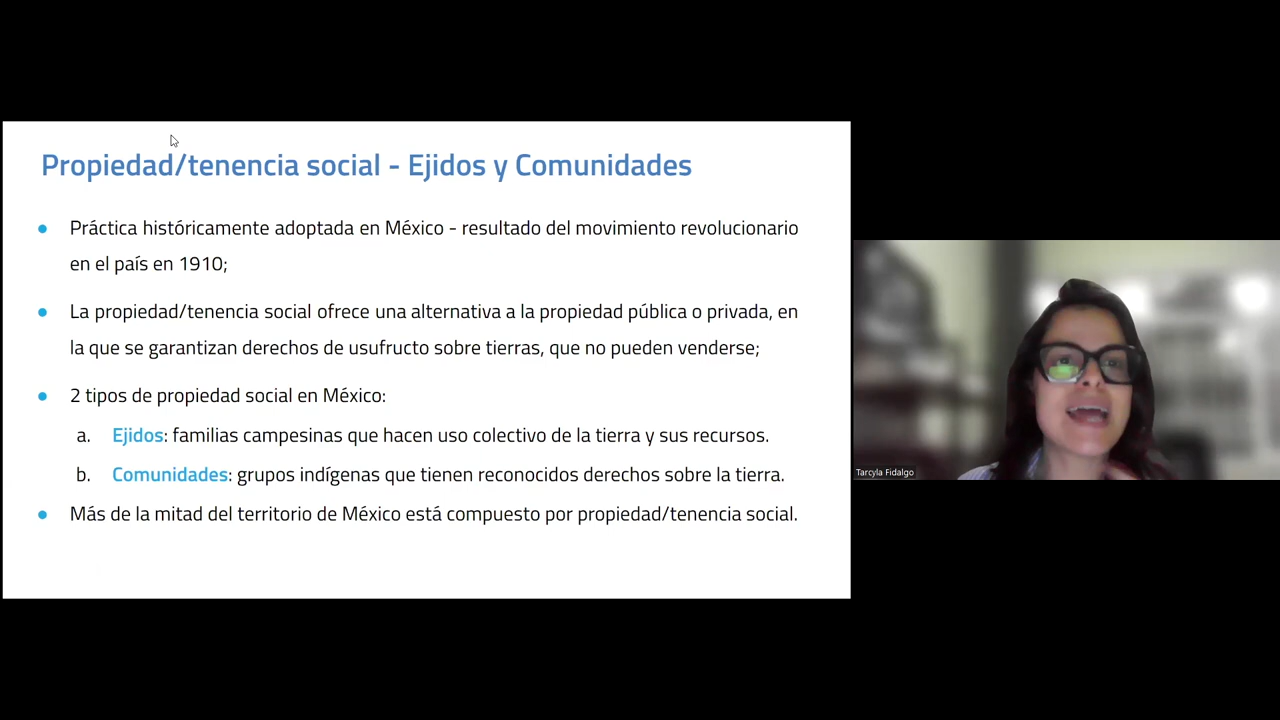 Propiedad/tenencia social - Ejidos y Comunidades
● Práctica históricamente adoptada en México - resultado del movimiento revolucionario
en el país en 1910;
● La propiedad/tenencia social ofrece una alternativa a la propiedad pública o privada, en
la que se garantizan derechos de usufructo sobre tierras, que no pueden venderse;
● 2 tipos de propiedad social en México:
a. Ejidos: familias campesinas que hacen uso colectivo de la tierra y sus recursos.
b. Comunidades: grupos indígenas que tienen reconocidos derechos sobre la tierra.
● Más de la mitad del territorio de México está compuesto por propiedad/tenencia social.
Tarcyla Fidalgo